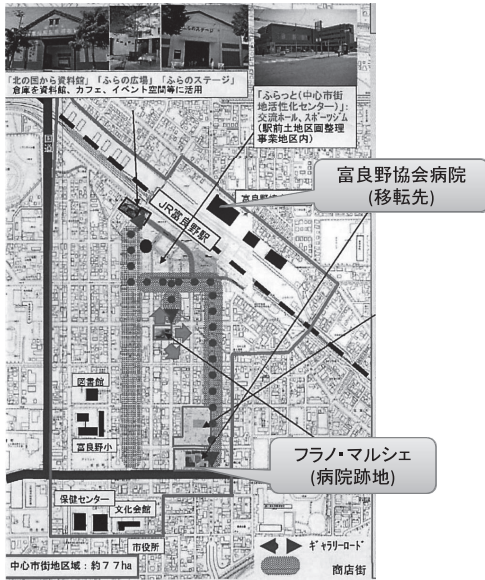 「北の国から資料館」「ふらの広場」「ふらのステージ」
倉庫を資料館、カフェ、イベント空間等に活用
「ふらっと(中心市街
地活性化センター)」:
交流ホール、スポーツジム
(駅前土地区画整理
事業地区内)
富良野協会病院
(移転先)
JR富良野駅
図書館
富良野小
フラノ・マルシェ
(病院跡地)
保健センター
文化会館
市役所
ギャラリーロード
商店街
中心市街地区域:約77ha